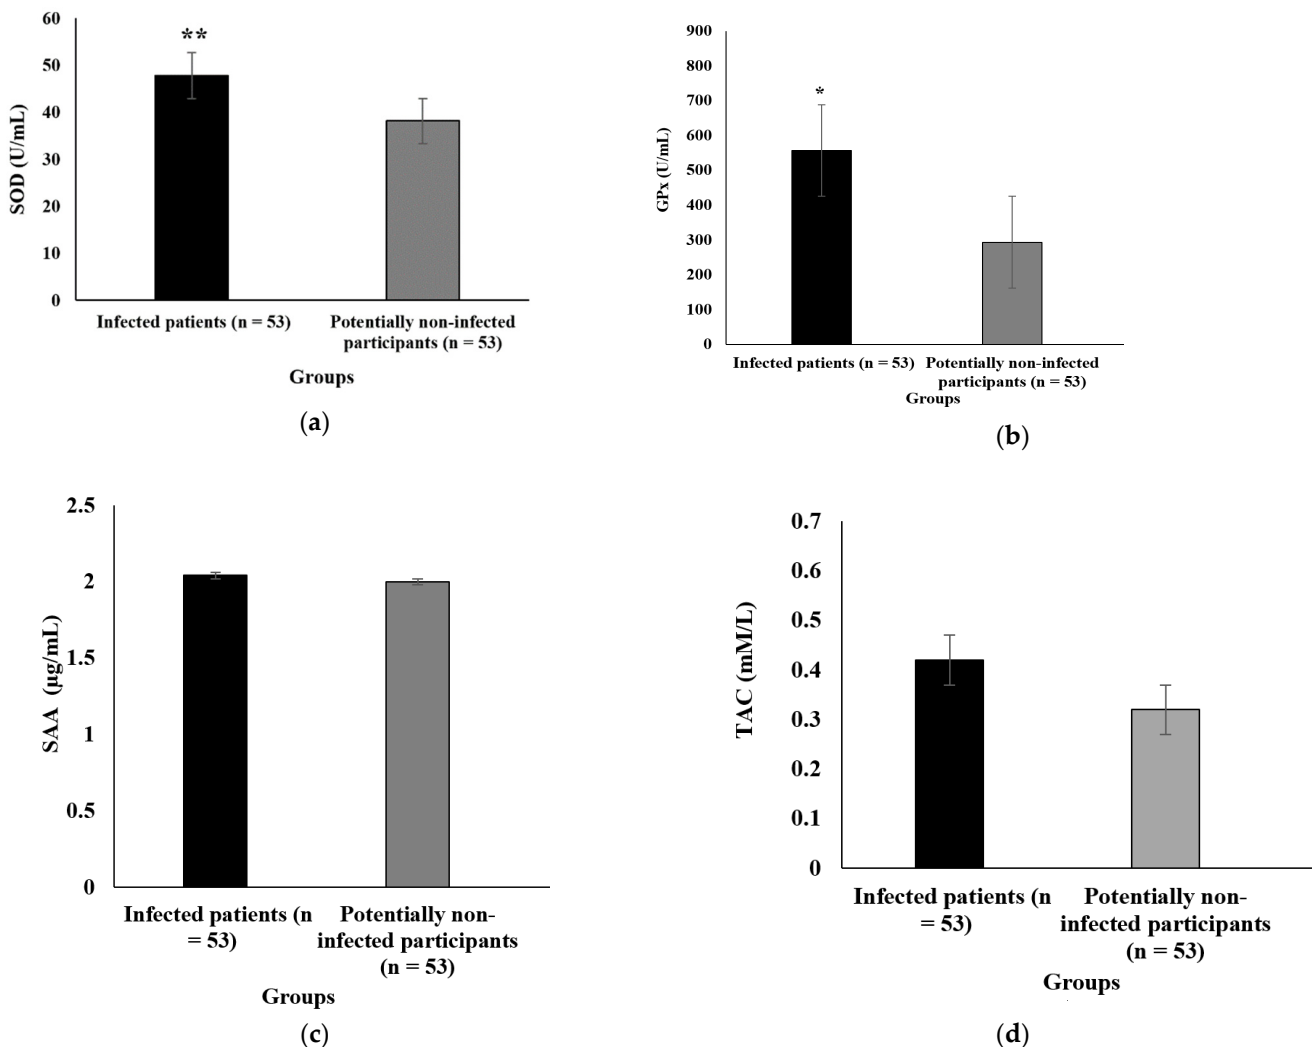 60
50
40
30
20
10
0
SOD (U/mL)
**
Infected patients (n = 53)
Potentially non-infected
participants (n = 53)
Groups
(a)
900
800
700
600
500
400
300
200
100
0
GPx (U/mL)
*
Infected patients (n = 53)
Potentially non-infected
participants (n = 53)
Groups
(b)
2.5
2
1.5
1
0.5
0
SAA (µg/mL)
Infected patients (n
= 53)
Potentially non-
infected participants
(n = 53)
Groups
(c)
0.7
0.6
0.5
0.4
0.3
0.2
0.1
0
TAC (mM/L)
Infected patients (n
= 53)
Potentially non-
infected participants
(n = 53)
Groups
(d)